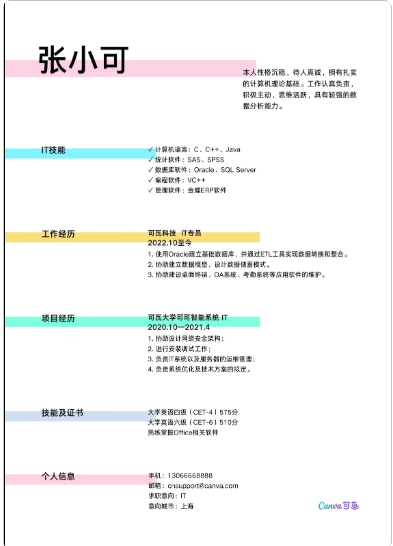 张小可
本人性格沉稳，待人真诚，拥有扎实
的计算机理论基础。工作认真负责，
积极主动，思维活跃，具有较强的数
据分析能力。
IT技能
✓ 计算机语言：C、C++、Java
✓ 统计软件：SAS、SPSS
✓ 数据库软件：Oracle、SQL Server
✓ 编程软件：VC++
✓ 管理软件：金蝶ERP软件
工作经历
可瓦科技 IT专员
2022.10至今
1. 使用Oracle建立基础数据库，并通过ETL工具实现数据转换和整合。
2. 协助建立数据模型，设计数据储蓄模式。
3. 协助建设桌面终端、OA系统、考勤系统等应用软件的维护。
项目经历
可瓦大学可可智能系统 IT
2020.10—2021.4
1. 协助设计网络安全架构；
2. 进行安装调试工作；
3. 负责IT系统以及服务器的运维管理；
4. 负责系统优化及技术方案的拟定。
技能及证书
大学英语四级（CET-4）575分
大学英语六级（CET-6）510分
熟练掌握Office相关软件
个人信息
手机：13066668888
邮箱：cnsupport@canva.com
求职意向：IT
意向城市：上海
Canva可画